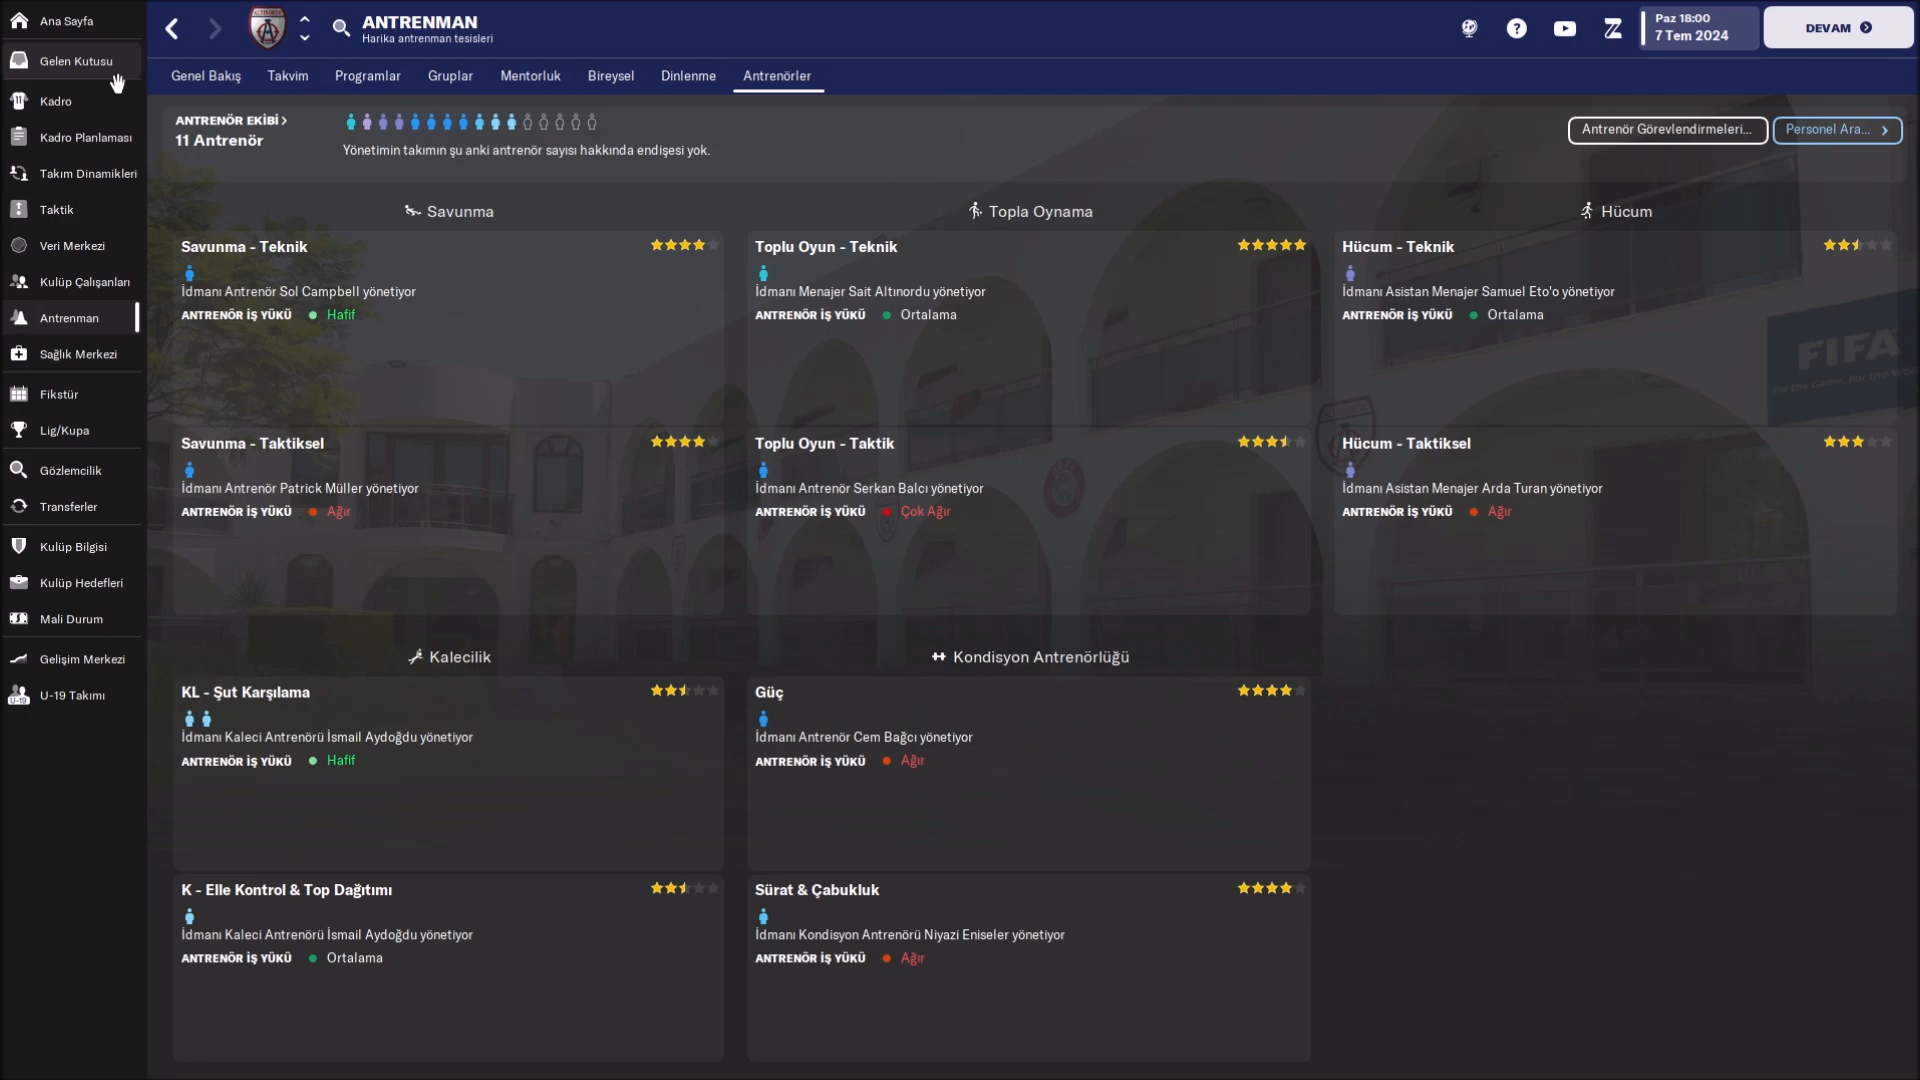 Ana Sayfa
Gelen Kutusu
Kadro
Kadro Planlaması
Takım Dinamikleri
Taktik
Veri Merkezi
Kulüp Çalışanları
Antrenman
Sağlık Merkezi
Fikstür
Lig/Kupa
Gözlemcilik
Transferler
Kulüp Bilgisi
Kulüp Hedefleri
Mali Durum
Gelişim Merkezi
U-19 Takımı
ANTRENMAN
Harika antrenman tesisleri
Paz 18:00
7 Tem 2024
DEVAM
Genel Bakış Takvim Programlar Gruplar Mentorluk Bireysel Dinlenme Antrenörler
ANTRENÖR EKİBİ >
11 Antrenör
Yönetimin takımın şu anki antrenör sayısı hakkında endişesi yok.
Antrenör Görevlendirmeleri...
Personel Ara... >
Savunma
Savunma - Teknik
İdmanı Antrenör Sol Campbell yönetiyor
ANTRENÖR İŞ YÜKÜ Hafif
Savunma - Taktiksel
İdmanı Antrenör Patrick Müller yönetiyor
ANTRENÖR İŞ YÜKÜ Ağır
Topla Oynama
Toplu Oyun - Teknik
İdmanı Menajer Sait Altınordu yönetiyor
ANTRENÖR İŞ YÜKÜ Ortalama
Toplu Oyun - Taktik
İdmanı Antrenör Serkan Balcı yönetiyor
ANTRENÖR İŞ YÜKÜ Çok Ağır
Hücum
Hücum - Teknik
İdmanı Asistan Menajer Samuel Eto'o yönetiyor
ANTRENÖR İŞ YÜKÜ Ortalama
Hücum - Taktiksel
İdmanı Asistan Menajer Arda Turan yönetiyor
ANTRENÖR İŞ YÜKÜ Ağır
FIFA
Kalecilik
KL - Şut Karşılama
İdmanı Kaleci Antrenörü İsmail Aydoğdu yönetiyor
ANTRENÖR İŞ YÜKÜ Hafif
K - Elle Kontrol & Top Dağıtımı
İdmanı Kaleci Antrenörü İsmail Aydoğdu yönetiyor
ANTRENÖR İŞ YÜKÜ Ortalama
Kondisyon Antrenörlüğü
Güç
İdmanı Antrenör Cem Bağcı yönetiyor
ANTRENÖR İŞ YÜKÜ Ağır
Sürat & Çabukluk
İdmanı Kondisyon Antrenörü Niyazi Eniseler yönetiyor
ANTRENÖR İŞ YÜKÜ Ağır